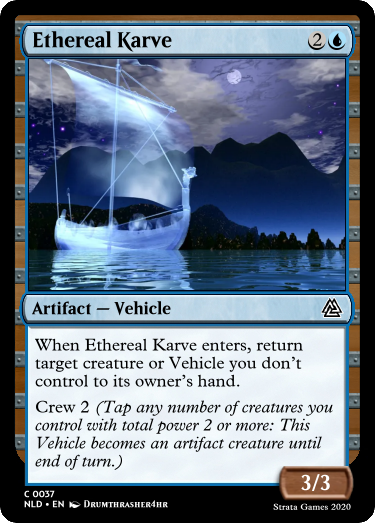 Ethereal Karve
2
Artifact — Vehicle
When Ethereal Karve enters, return
target creature or Vehicle you don't
control to its owner's hand.
Crew 2 (Tap any number of creatures you
control with total power 2 or more: This
Vehicle becomes an artifact creature until
end of turn.)
3/3
C 0037
NLD • EN Drumthrasher4hr
Strata Games 2020